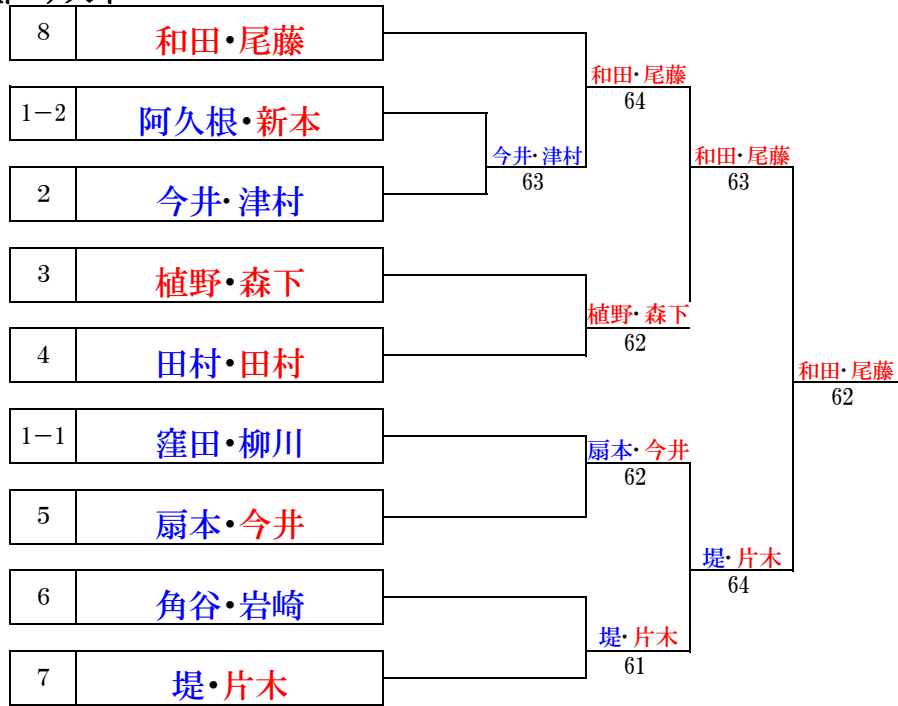 8 和田・尾藤
和田・尾藤
64
1－2 阿久根・新本
今井・津村
63
和田・尾藤
63
2 今井・津村
3 植野・森下
植野・森下
62
4 田村・田村
和田・尾藤
62
1－1 窪田・柳川
扇本・今井
62
5 扇本・今井
堤・片木
64
6 角谷・岩崎
堤・片木
61
7 堤・片木